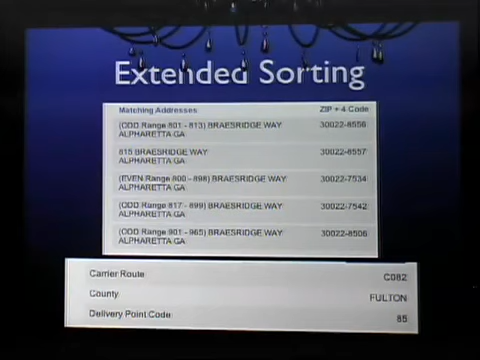 Extended Sorting
Matching Addresses ZIP + 4 Code
(ODD Range 801 - 813) BRAESRIDGE WAY 30022-8556
ALPHARETTA GA
815 BRAESRIDGE WAY 30022-8557
ALPHARETTA GA
(EVEN Range 800 - 898) BRAESRIDGE WAY 30022-7534
ALPHARETTA GA
(ODD Range 817 - 899) BRAESRIDGE WAY 30022-7542
ALPHARETTA GA
(ODD Range 901 - 965) BRAESRIDGE WAY 30022-8506
ALPHARETTA GA
Carrier Route C082
County FULTON
Delivery Point Code 85